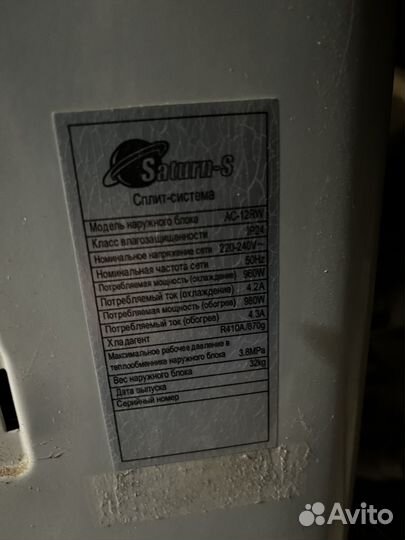 Saturn-S
Сплит-система
Модель наружного блока AC-12RW
Класс влагозащищенности IP24
Номинальное напряжение сети 220-240V~
Номинальная частота сети 50Hz
Потребляемая мощность (охлаждение) 960W
Потребляемый ток (охлаждение) 4.2A
Потребляемая мощность (обогрев) 980W
Потребляемый ток (обогрев) 4.3A
Хладагент R410A/870g
Максимальное рабочее давление в
теплообменнике наружного блока 3.8MPa
Вес наружного блока 32kg
Дата выпуска
Серийный номер
Avito